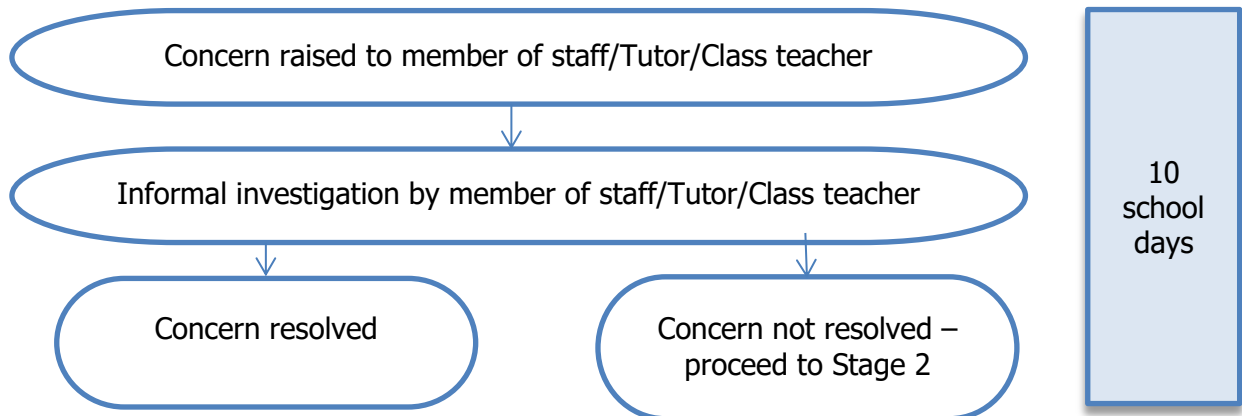 Concern raised to member of staff/Tutor/Class teacher
Informal investigation by member of staff/Tutor/Class teacher
10
school
days
Concern resolved
Concern not resolved –
proceed to Stage 2